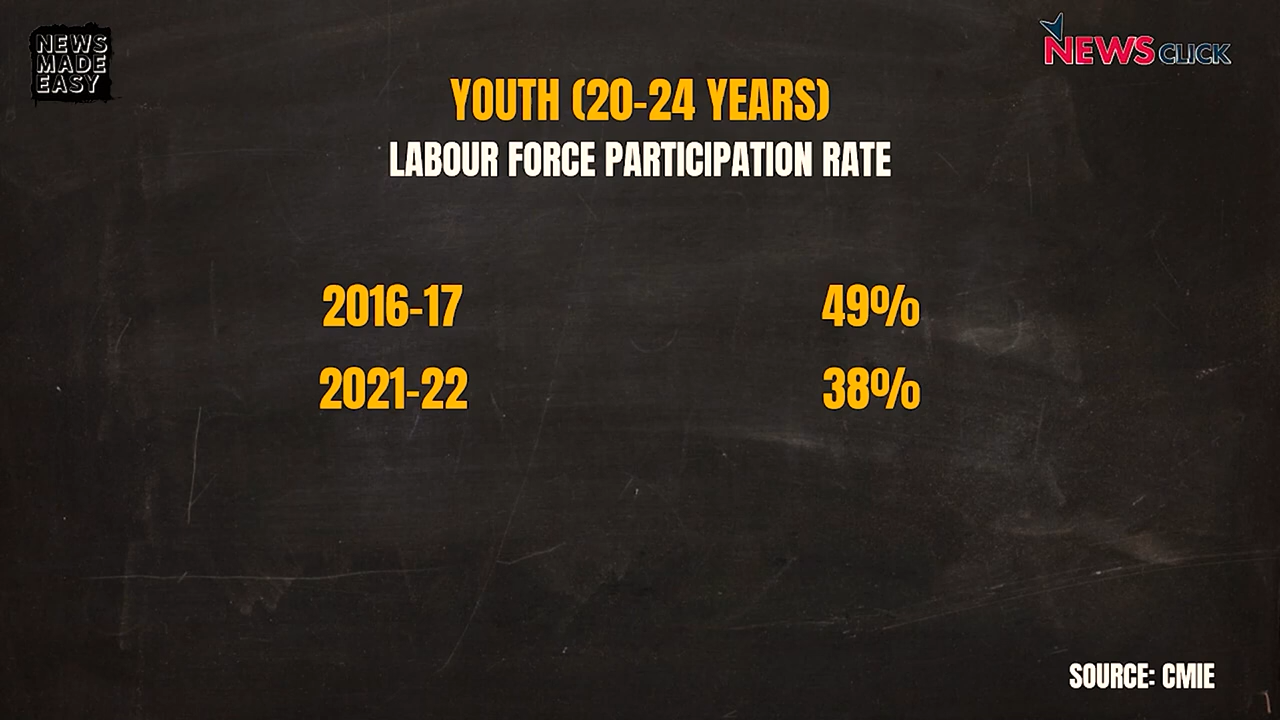 NEWS
MADE
EASY
NEWSCLICK
YOUTH (20-24 YEARS)
LABOUR FORCE PARTICIPATION RATE
2016-17 49%
2021-22 38%
SOURCE: CMIE